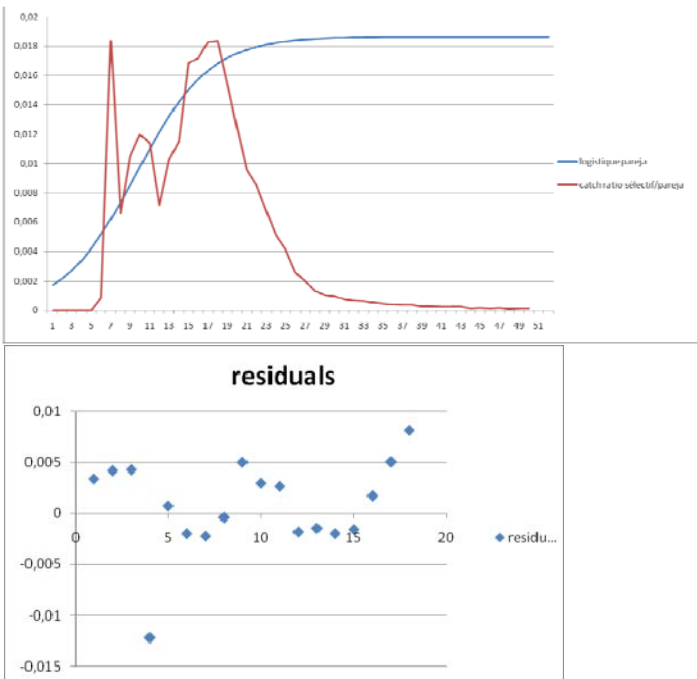 0,02
0,018
0,016
0,014
0,012
0,01
0,008
0,006
0,004
0,002
0
1 3 5 7 9 11 13 15 17 19 21 23 25 27 29 31 33 35 37 39 41 43 45 47 49 51
logistique pareja
catch ratio sélectif/pareja
residuals
0,01
0,005
0
-0,005
-0,01
-0,015
0 5 10 15 20
residu...